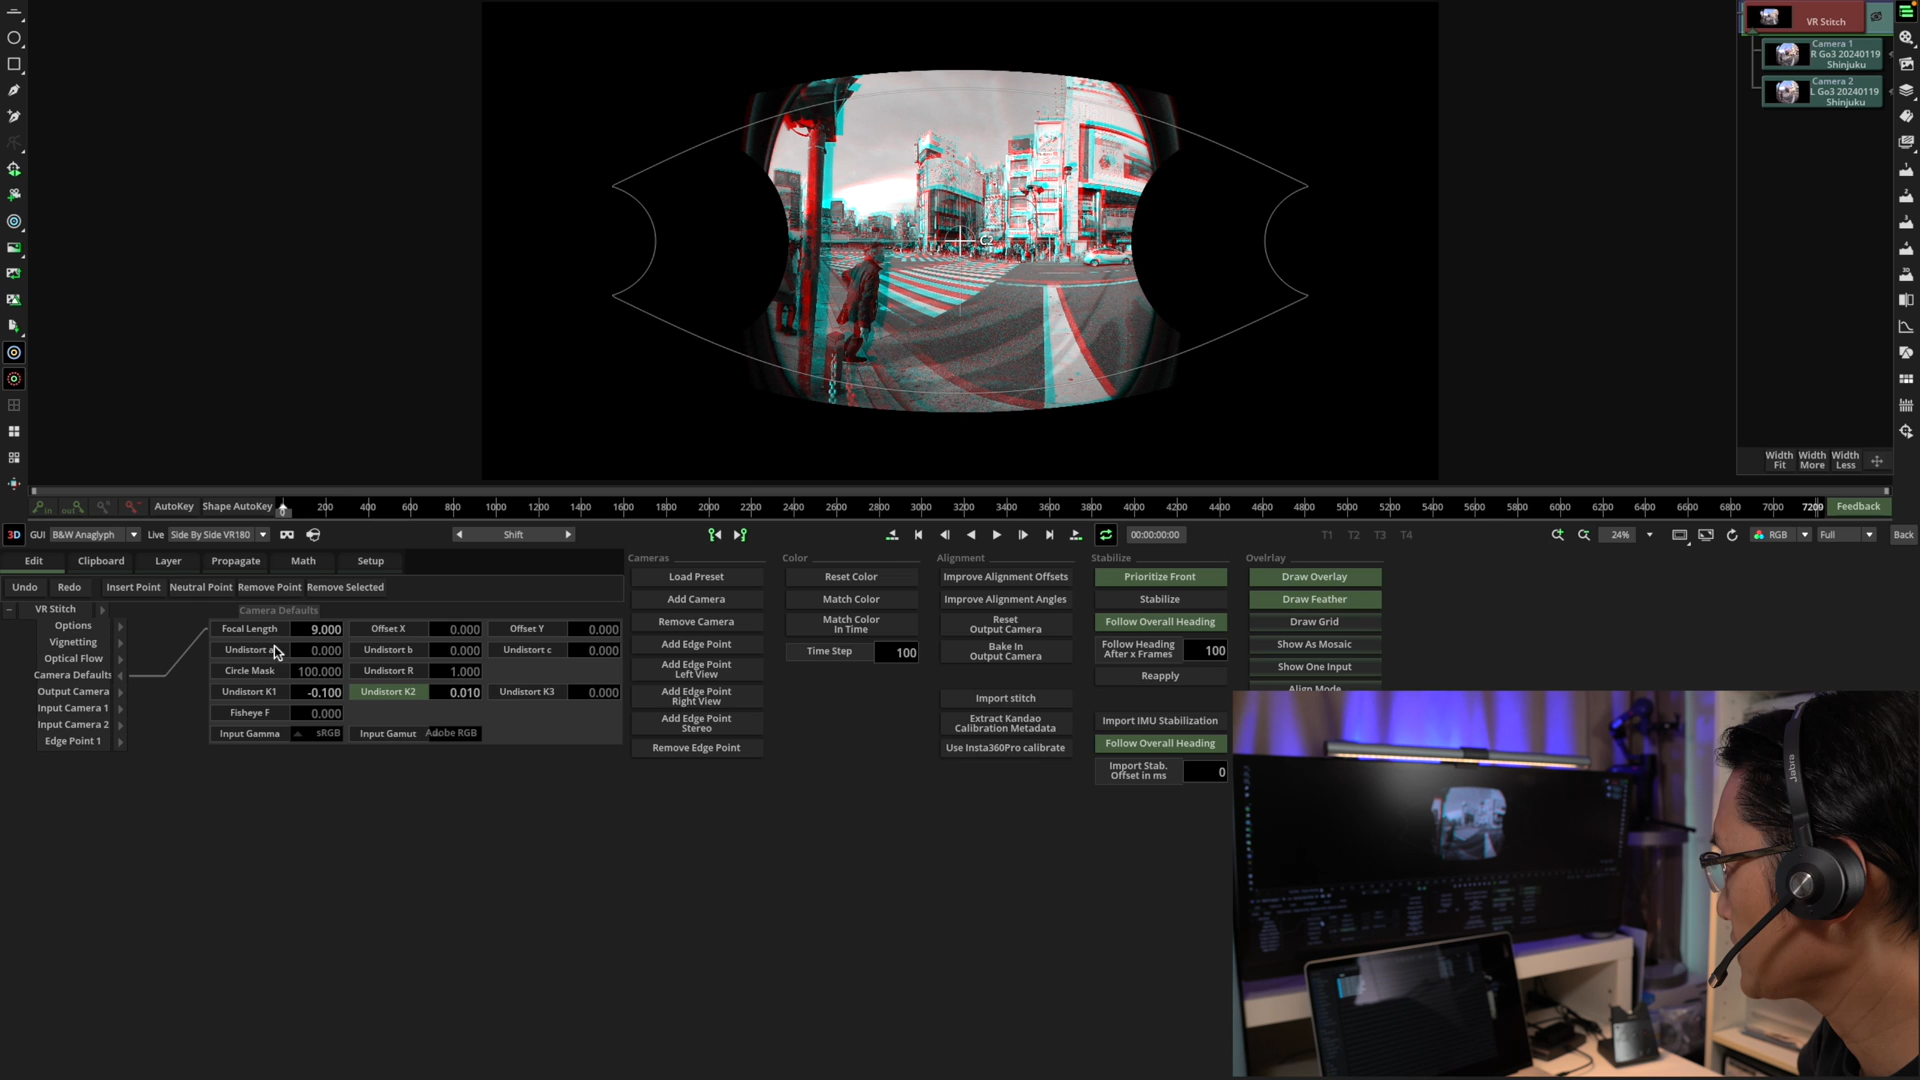 VR Stitch
Camera 1
R Go3 20240119
Shinjuku
Camera 2
L Go3 20240119
Shinjuku
C2
Width Fit
Width More
Width Less
AutoKey
Shape AutoKey
0 200 400 600 800 1000 1200 1400 1600 1800 2000 2200 2400 2600 2800 3000 3200 3400 3600 3800 4000 4200 4400 4600 4800 5000 5200 5400 5600 5800 6000 6200 6400 6600 6800 7000 7209
Feedback
3D GUI B&W Anaglyph Live Side By Side VR180 Shift 00:00:00:00 T1 T2 T3 T4 24% RGB Full Back
Edit Clipboard Layer Propagate Math Setup
Undo Redo Insert Point Neutral Point Remove Point Remove Selected
VR Stitch
Options
Vignetting
Optical Flow
Camera Defaults
Output Camera
Input Camera 1
Input Camera 2
Edge Point 1
Camera Defaults
Focal Length 9.000 Offset X 0.000 Offset Y 0.000
Undistort a 0.000 Undistort b 0.000 Undistort c 0.000
Circle Mask 100.000 Undistort R 1.000
Undistort K1 -0.100 Undistort K2 0.010 Undistort K3 0.000
Fisheye F 0.000
Input Gamma sRGB Input Gamut Adobe RGB
Cameras
Load Preset
Add Camera
Remove Camera
Add Edge Point
Add Edge Point
Left View
Add Edge Point
Right View
Add Edge Point
Stereo
Remove Edge Point
Color
Reset Color
Match Color
Match Color
In Time
Time Step 100
Alignment
Improve Alignment Offsets
Improve Alignment Angles
Reset
Output Camera
Bake In
Output Camera
Import stitch
Extract Kandao
Calibration Metadata
Use Insta360Pro calibrate
Stabilize
Prioritize Front
Stabilize
Follow Overall Heading
Follow Heading
After x Frames 100
Reapply
Import IMU Stabilization
Follow Overall Heading
Import Stab.
Offset in ms 0
Overlay
Draw Overlay
Draw Feather
Draw Grid
Show As Mosaic
Show One Input
Align Mode
Jabra